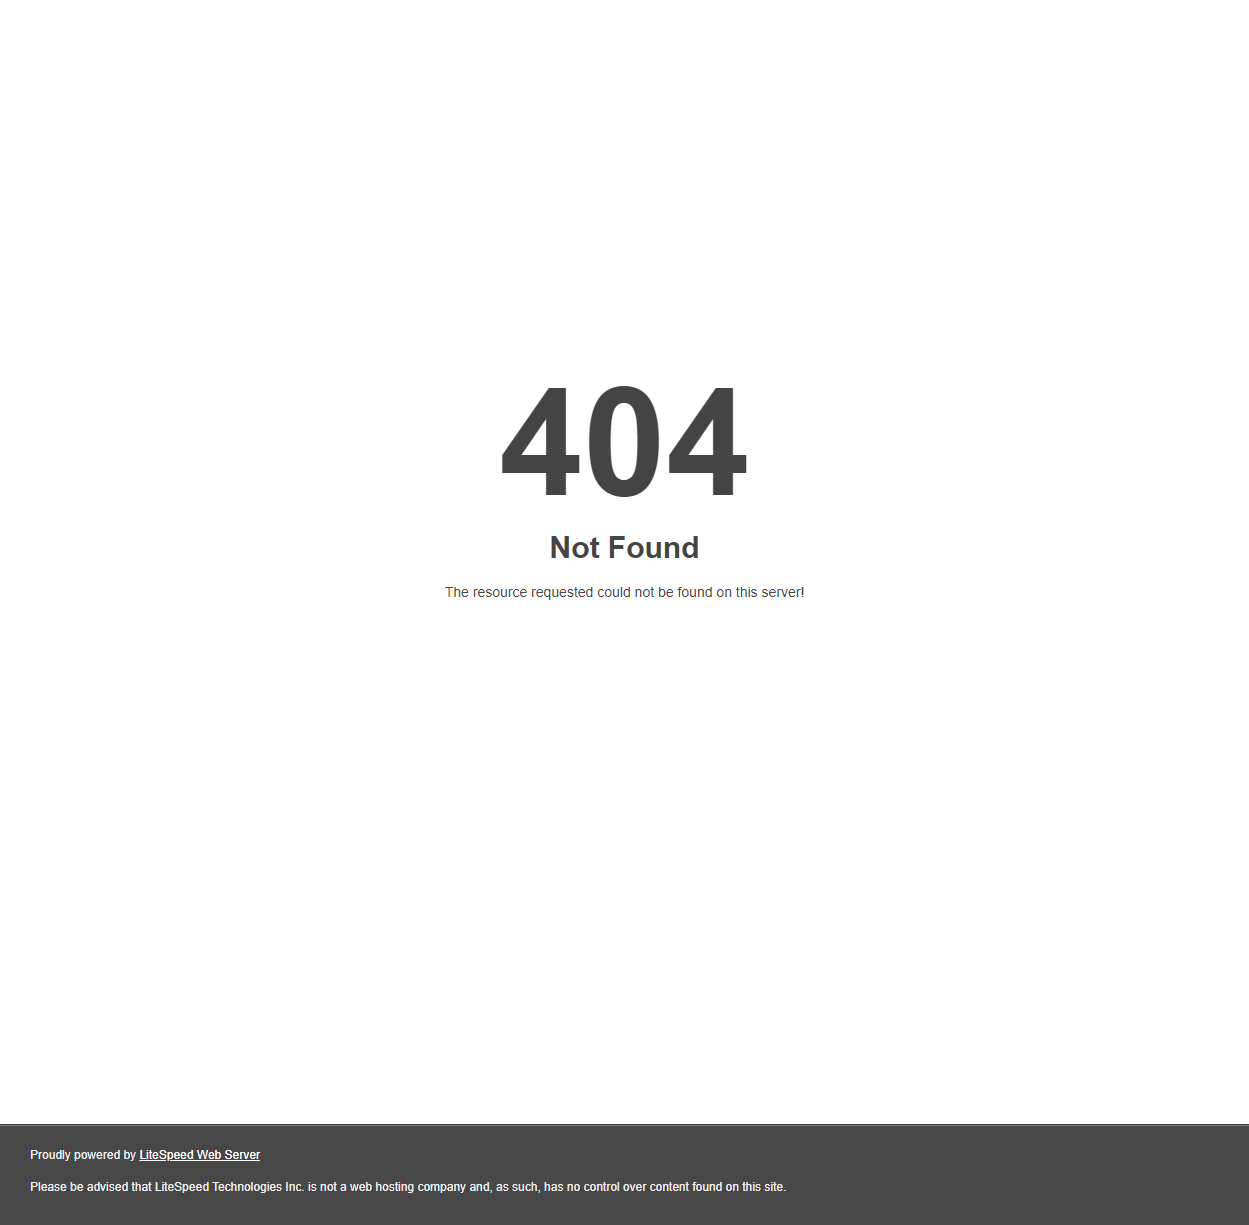 404
Not Found
The resource requested could not be found on this server!
Proudly powered by LiteSpeed Web Server
Please be advised that LiteSpeed Technologies Inc. is not a web hosting company and, as such, has no control over content found on this site.